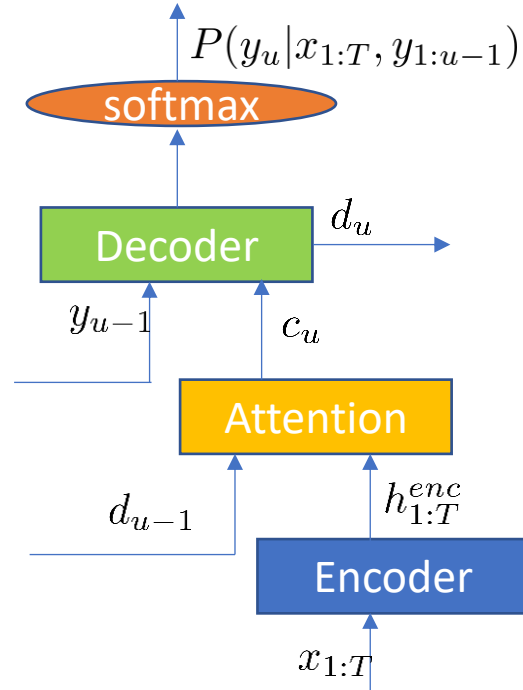 P(y_u|x_{1:T}, y_{1:u-1})
softmax
Decoder
d_u
y_{u-1}
c_u
Attention
d_{u-1}
h_{1:T}^{enc}
Encoder
x_{1:T}